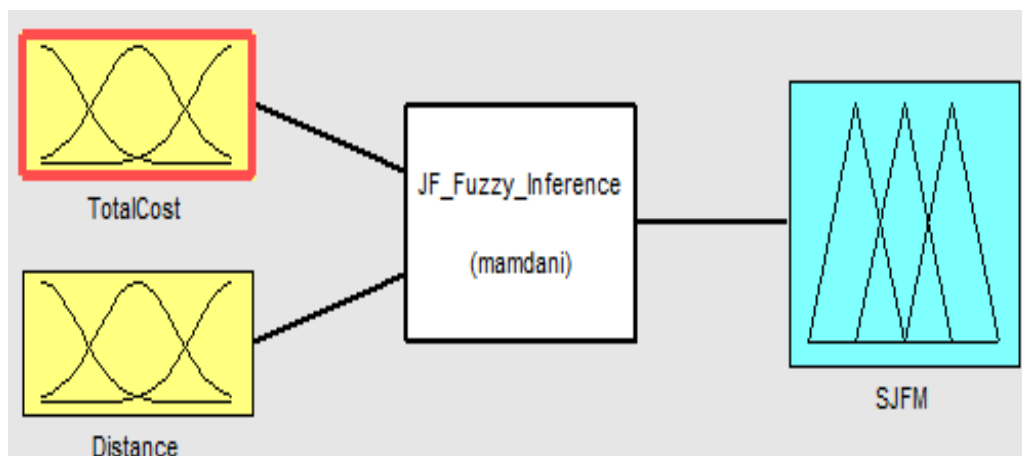 TotalCost
JF_Fuzzy_Inference
(mamdani)
SJFM
Distance